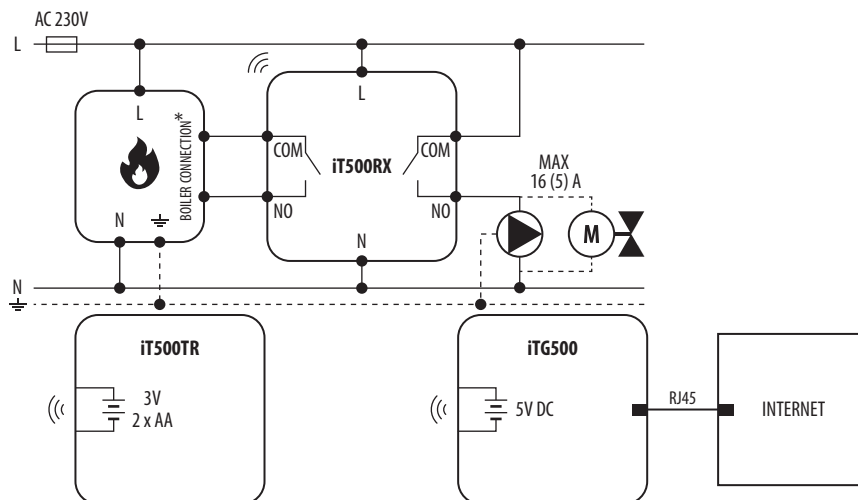 AC 230V
L
L
L
BOILER CONNECTION*
COM
iT500RX
COM
MAX
16 (5) A
NO
NO
N
N
M
N
iT500TR
iTG500
3V
2 x AA
5V DC
RJ45
INTERNET